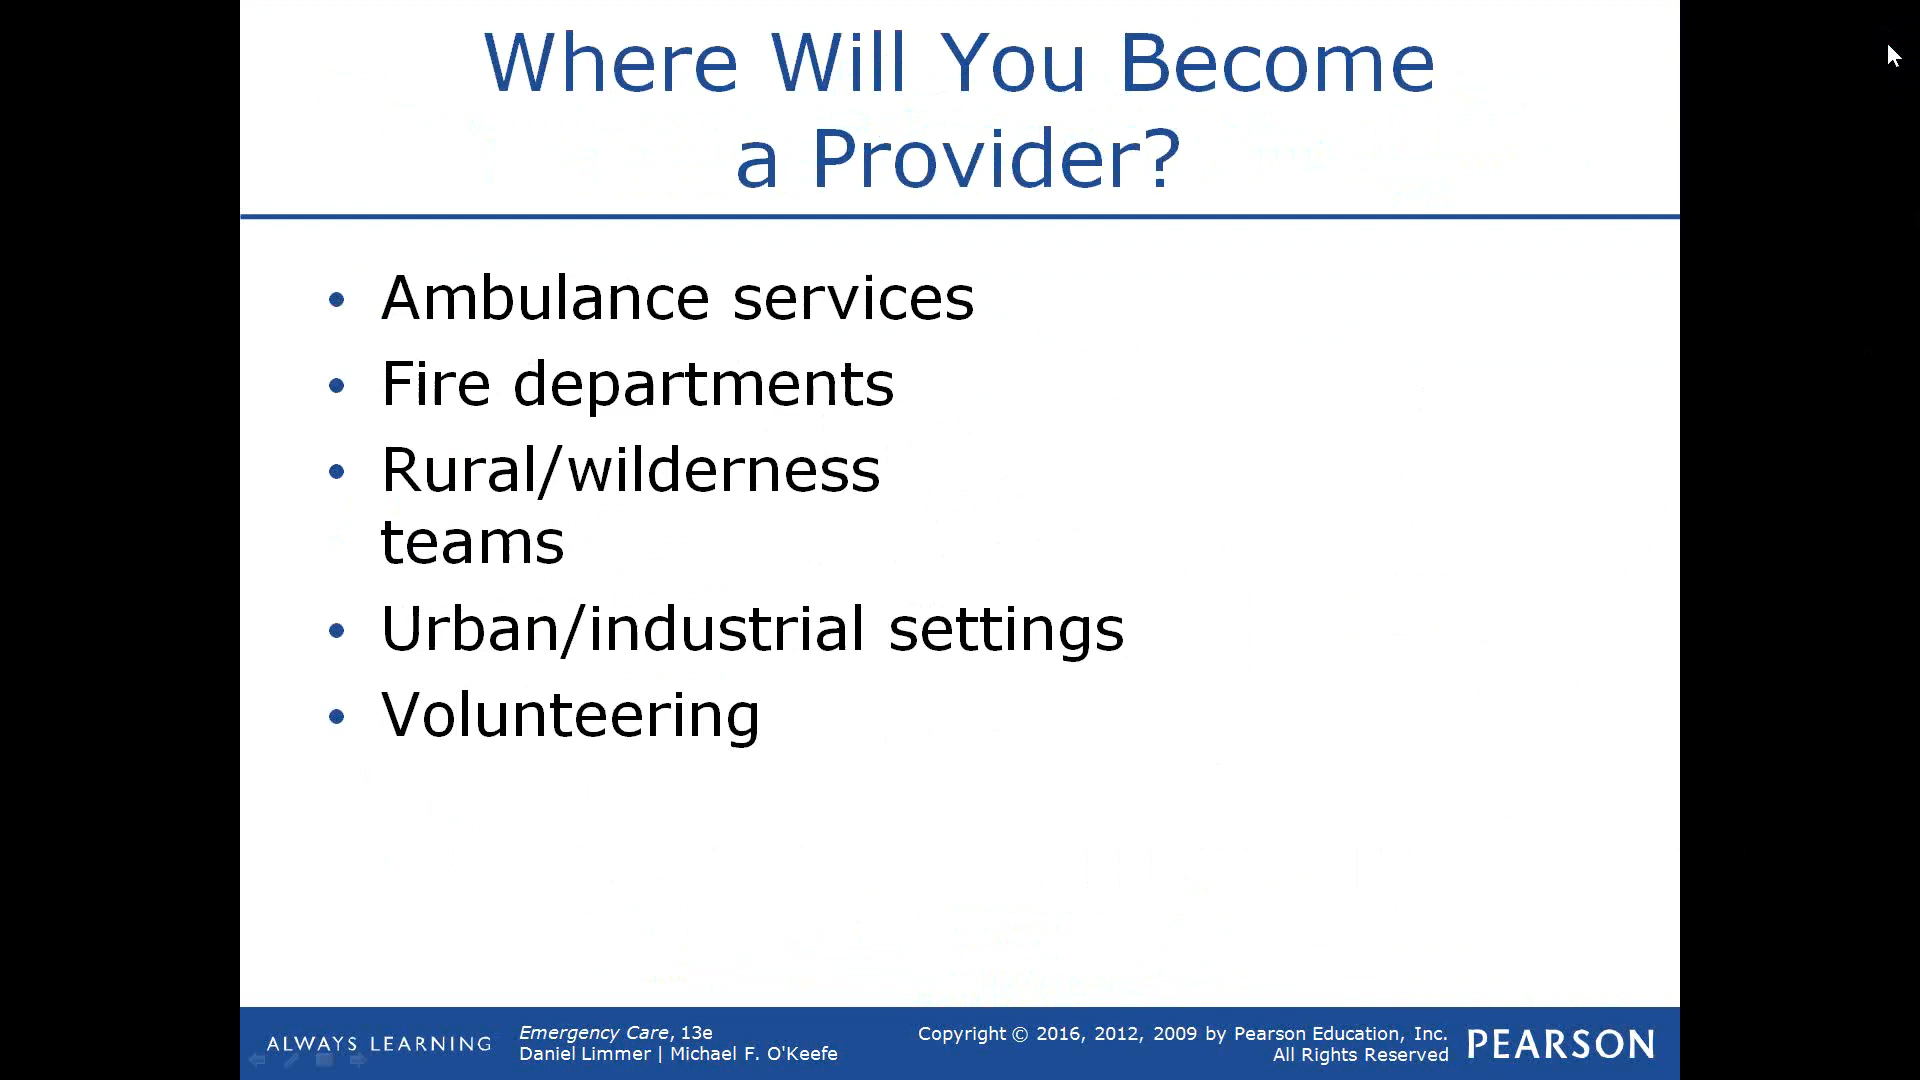 Where Will You Become
a Provider?
• Ambulance services
• Fire departments
• Rural/wilderness
teams
• Urban/industrial settings
• Volunteering
ALWAYS LEARNING
Emergency Care, 13e
Daniel Limmer | Michael F. O'Keefe
Copyright © 2016, 2012, 2009 by Pearson Education, Inc.
All Rights Reserved
PEARSON